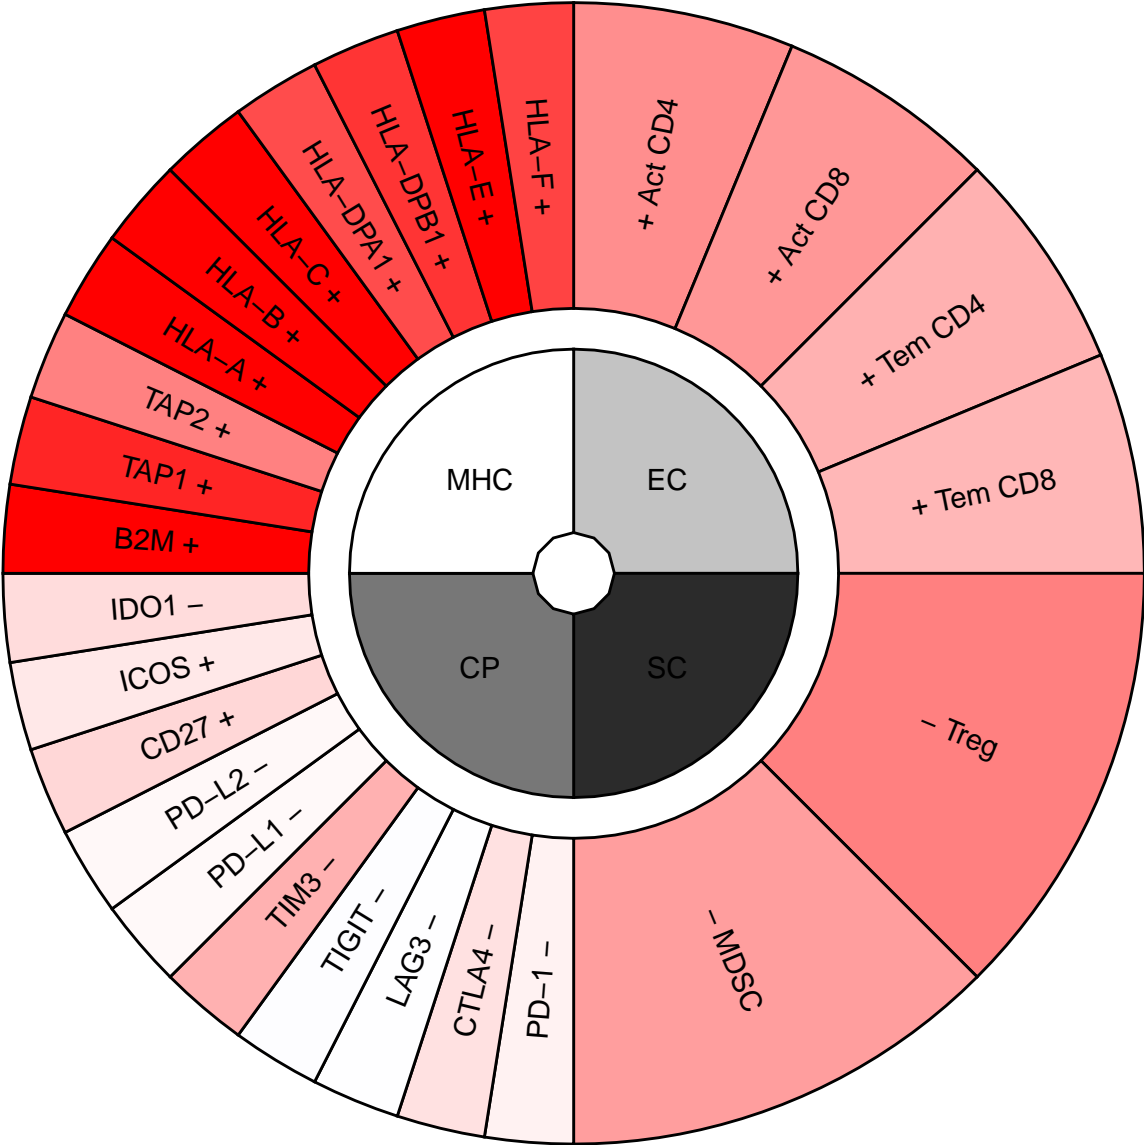 HLA–F +
HLA–E +
HLA–DPB1 +
HLA–DPA1 +
HLA–C +
HLA–B +
HLA–A +
TAP2 +
TAP1 +
B2M +
+ Act CD4
+ Act CD8
+ Tem CD4
+ Tem CD8
MHC
EC
CP
SC
IDO1 –
ICOS +
CD27 +
PD–L2 –
PD–L1 –
TIM3 –
TIGIT –
LAG3 –
CTLA4 –
PD–1 –
– MDSC
– Treg